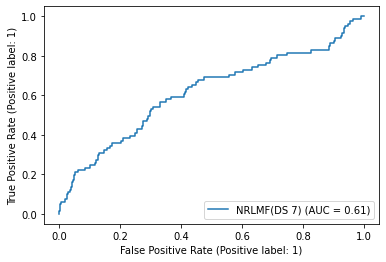 True Positive Rate (Positive label: 1)
1.0
0.8
0.6
0.4
0.2
0.0
NRLMF(DS 7) (AUC = 0.61)
0.0 0.2 0.4 0.6 0.8 1.0
False Positive Rate (Positive label: 1)